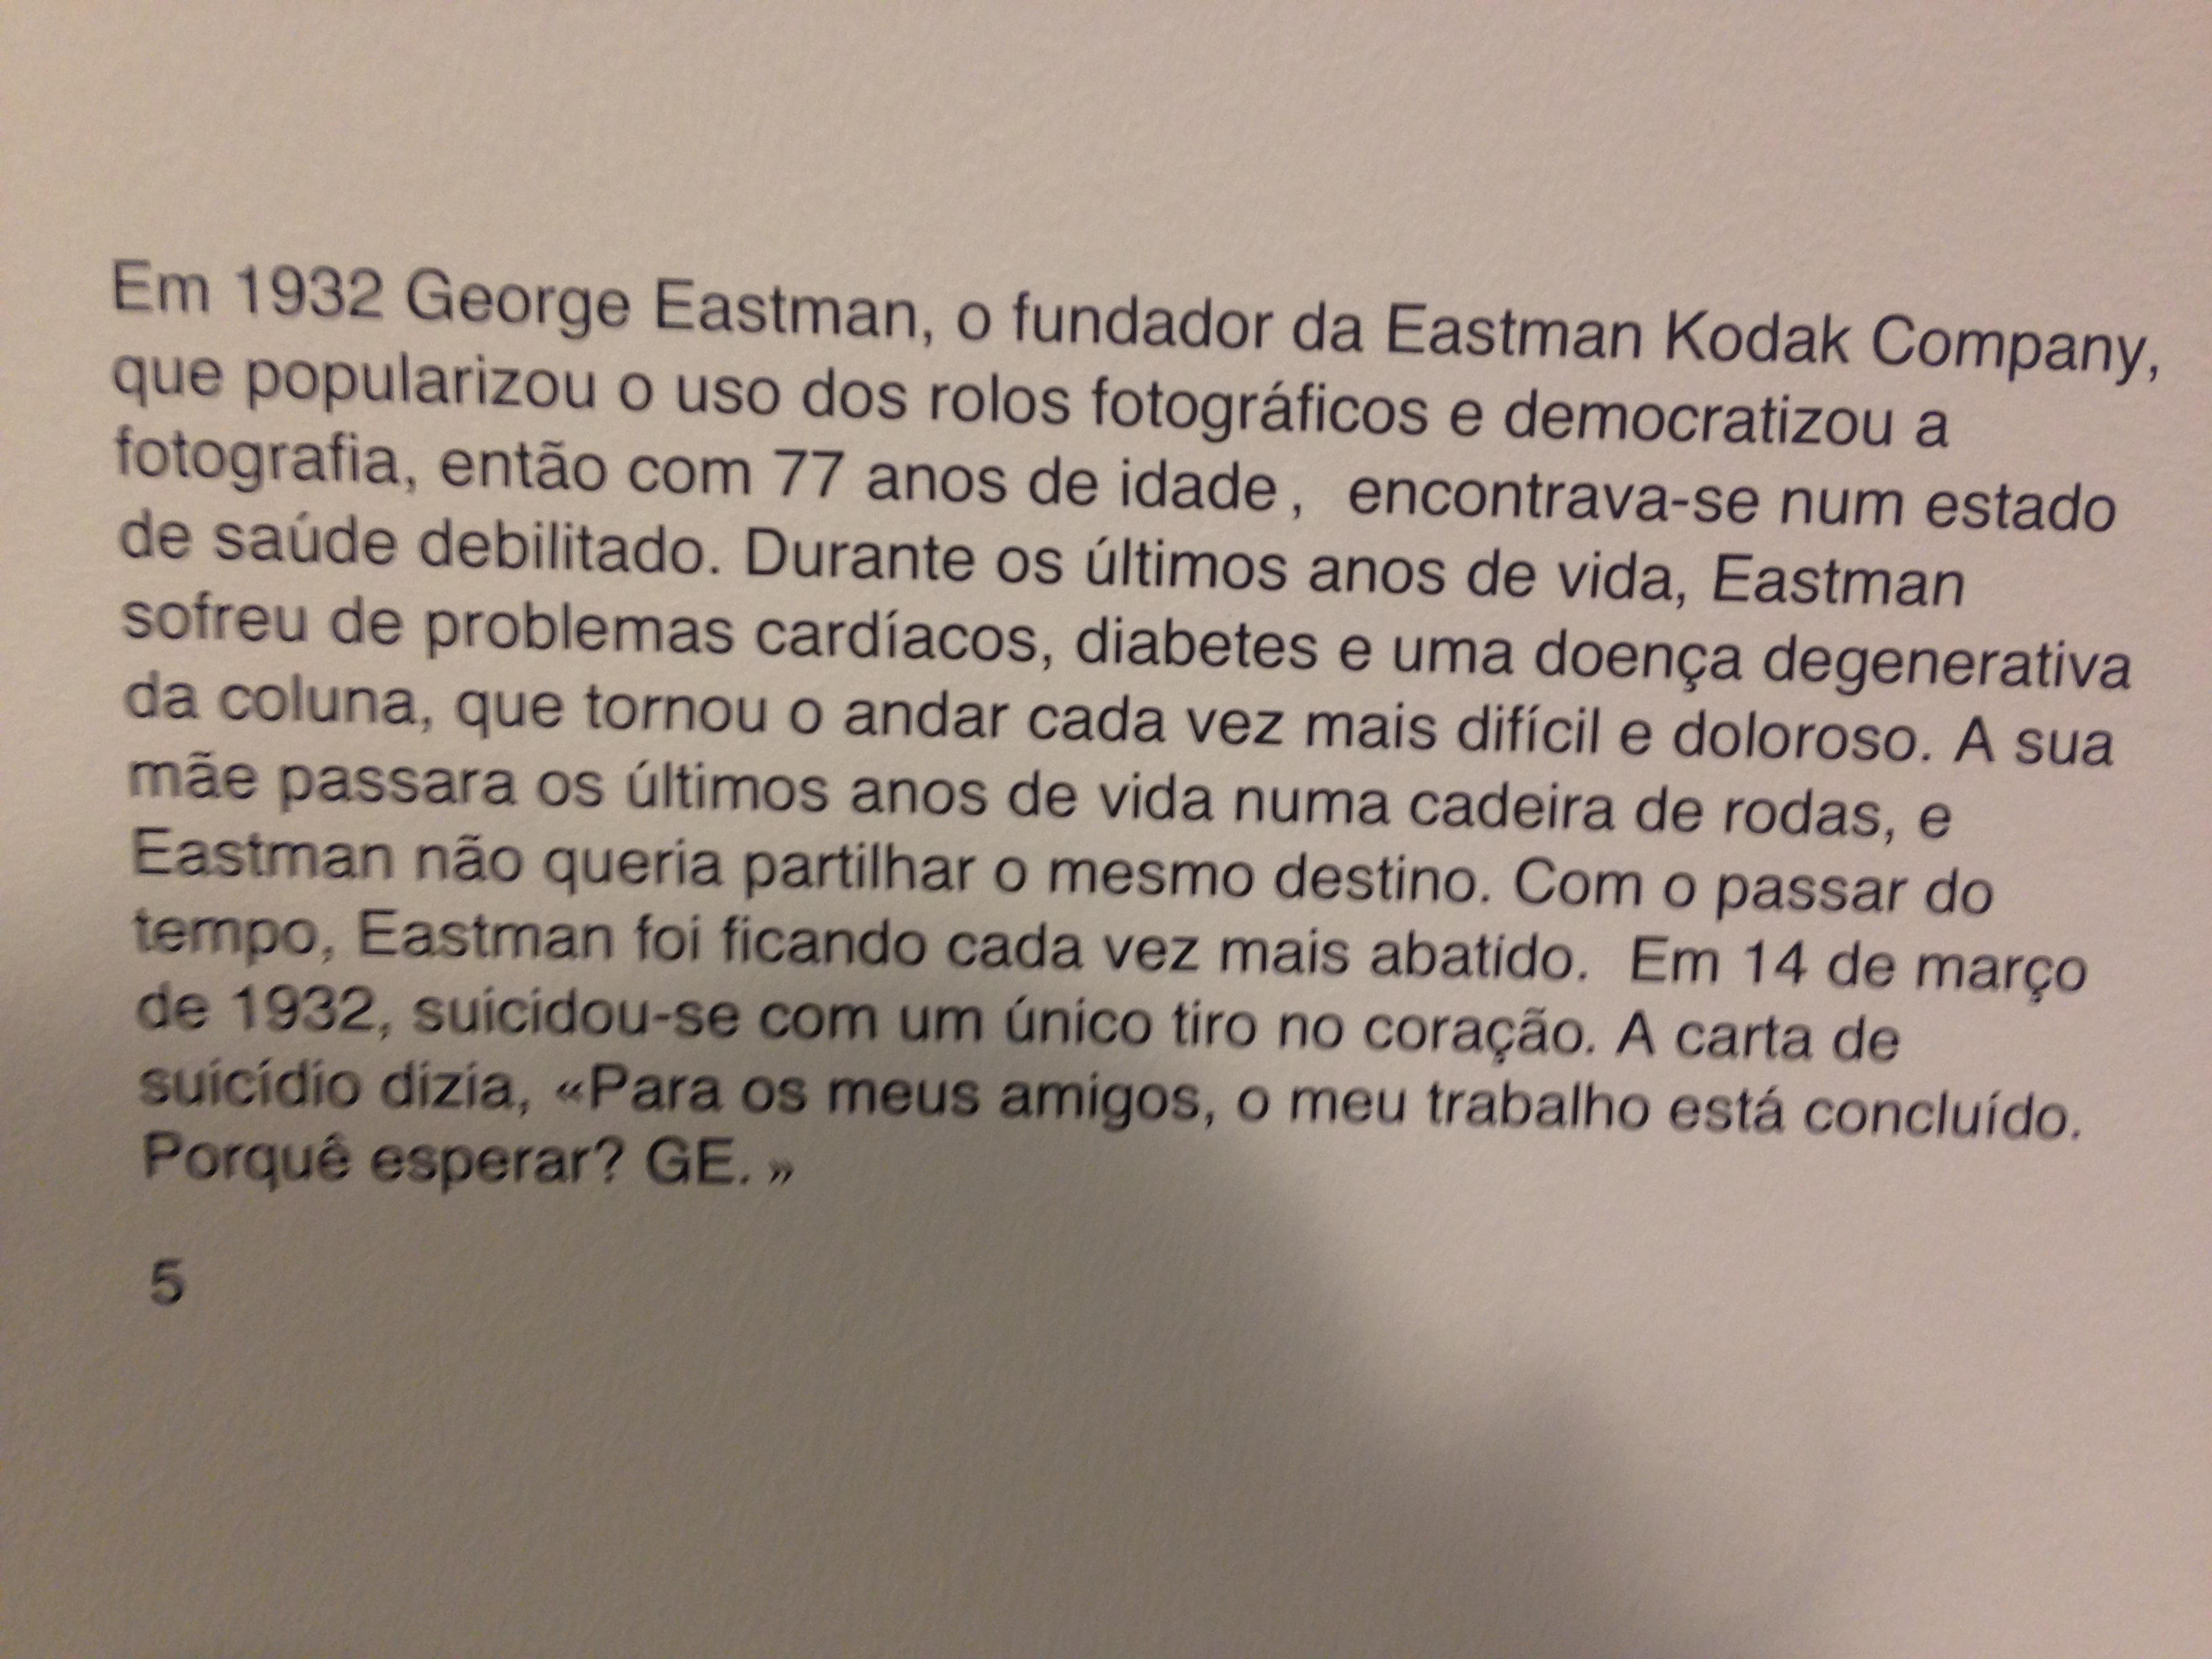 Em 1932 George Eastman, o fundador da Eastman Kodak Company,
que popularizou o uso dos rolos fotográficos e democratizou a
fotografia, então com 77 anos de idade ,  encontrava-se num estado
de saúde debilitado. Durante os últimos anos de vida, Eastman
sofreu de problemas cardíacos, diabetes e uma doença degenerativa
da coluna, que tornou o andar cada vez mais difícil e doloroso. A sua
mãe passara os últimos anos de vida numa cadeira de rodas, e
Eastman não queria partilhar o mesmo destino. Com o passar do
tempo, Eastman foi ficando cada vez mais abatido.  Em 14 de março
de 1932, suicidou-se com um único tiro no coração. A carta de
suicídio dizia, «Para os meus amigos, o meu trabalho está concluído.
Porquê esperar? GE. »
5